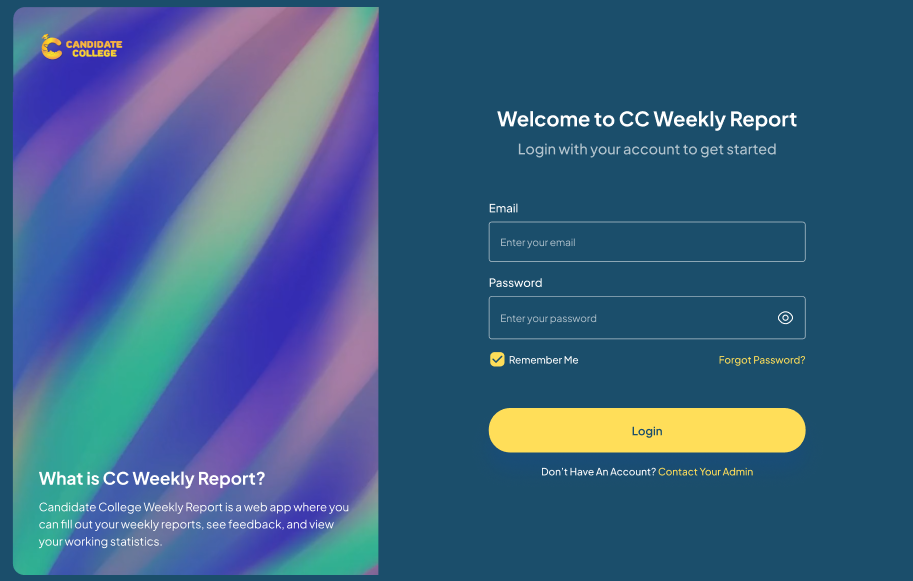 CANDIDATE
COLLEGE
What is CC Weekly Report?
Candidate College Weekly Report is a web app where you
can fill out your weekly reports, see feedback, and view
your working statistics.
Welcome to CC Weekly Report
Login with your account to get started
Email
Enter your email
Password
Enter your password
Remember Me
Forgot Password?
Login
Don't Have An Account? Contact Your Admin